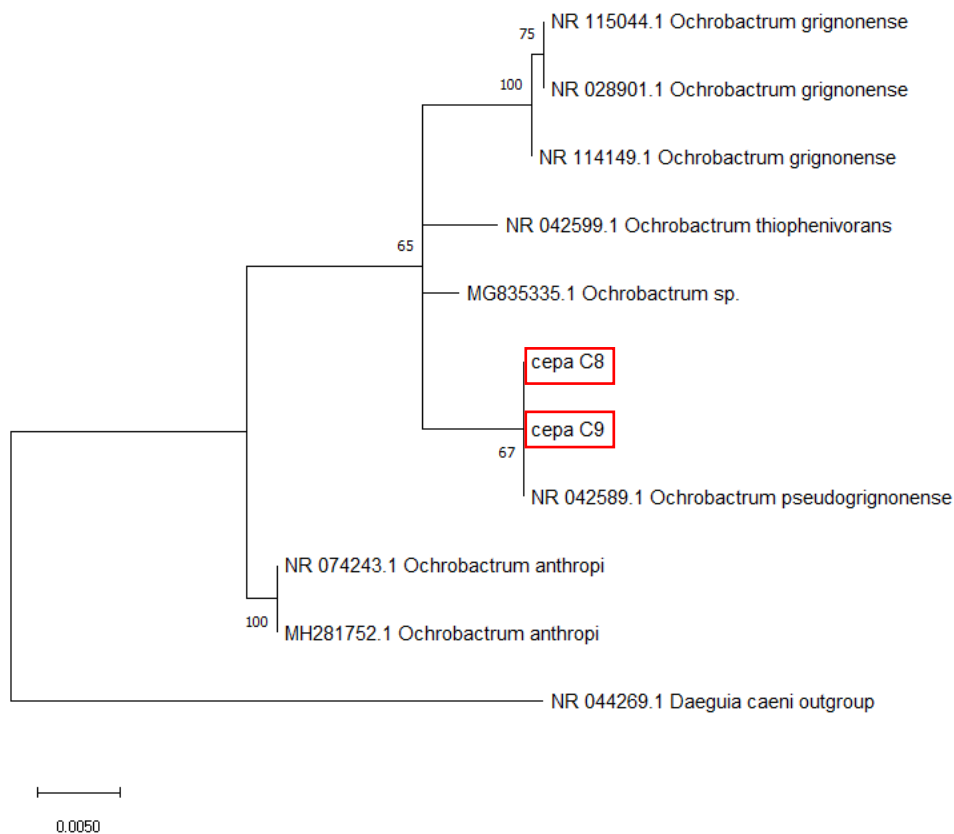 NR 115044.1 Ochrobactrum grignonense
75
NR 028901.1 Ochrobactrum grignonense
100
NR 114149.1 Ochrobactrum grignonense
NR 042599.1 Ochrobactrum thiophenivorans
65
MG835335.1 Ochrobactrum sp.
cepa C8
cepa C9
67
NR 042589.1 Ochrobactrum pseudogrignonense
NR 074243.1 Ochrobactrum anthropi
100
MH281752.1 Ochrobactrum anthropi
NR 044269.1 Daeguia caeni outgroup
0.0050